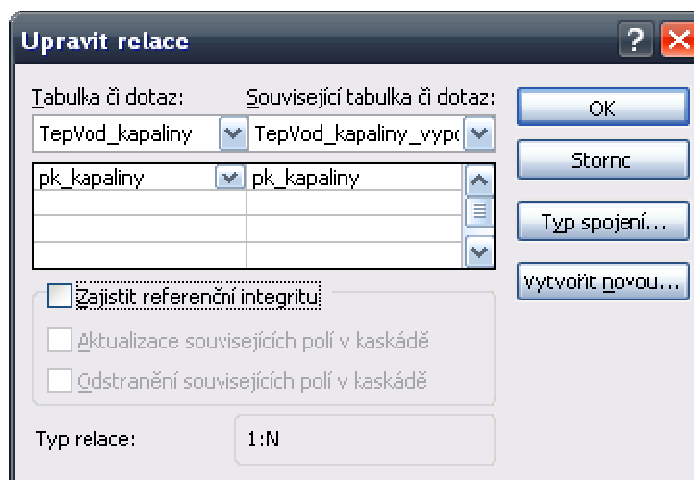 Upravit relace
Tabulka či dotaz:
Související tabulka či dotaz:
OK
TepVod_kapaliny
TepVod_kapaliny_vypo
Storno
pk_kapaliny
pk_kapaliny
Typ spojení...
Vytvořit novou...
Zajistit referenční integritu
Aktualizace souvisejících polí v kaskádě
Odstranění souvisejících polí v kaskádě
Typ relace:
1:N